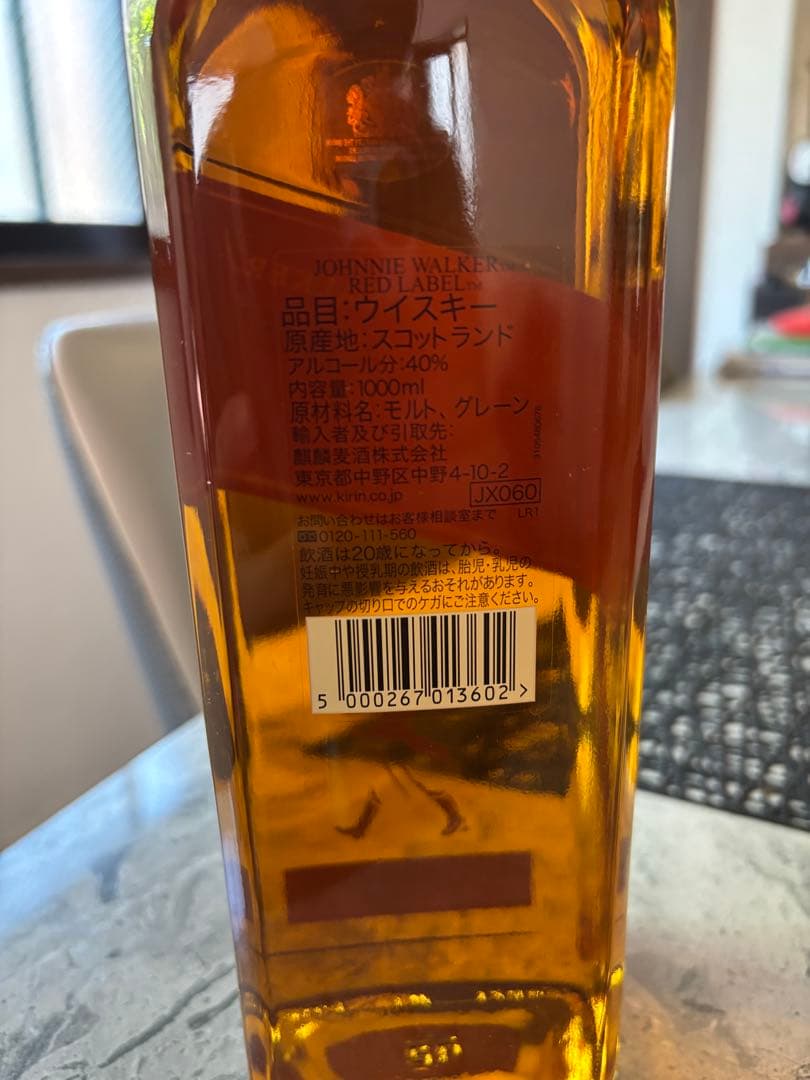 JOHNNIE WALKER™
RED LABEL™
品目:ウイスキー
原産地:スコットランド
アルコール分:40%
内容量:1000ml
原材料名:モルト、グレーン
輸入者及び引取先:
麒麟麦酒株式会社
東京都中野区中野4-10-2
www.kirin.co.jp JX060
お問い合わせはお客様相談室まで LR1
0120-111-560
飲酒は20歳になってから。
妊娠中や授乳期の飲酒は、胎児・乳児の
発育に悪影響を与えるおそれがあります。
キャップの切り口でのケガにご注意ください。
5 000267 013602 >